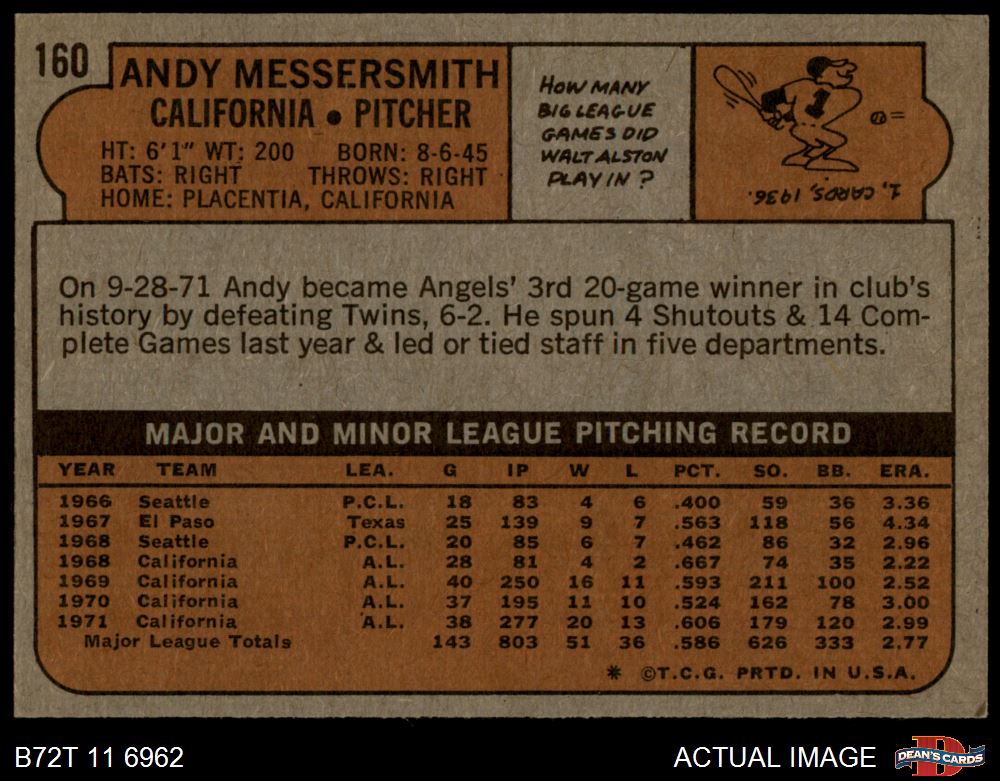 160
ANDY MESSERSMITH
CALIFORNIA • PITCHER
HT: 6'1" WT: 200 BORN: 8-6-45
BATS: RIGHT THROWS: RIGHT
HOME: PLACENTIA, CALIFORNIA
HOW MANY
BIG LEAGUE
GAMES DID
WALT ALSTON
PLAY IN ?
1
1, CARDS, 1936.
On 9-28-71 Andy became Angels' 3rd 20-game winner in club's
history by defeating Twins, 6-2. He spun 4 Shutouts & 14 Com-
plete Games last year & led or tied staff in five departments.
MAJOR AND MINOR LEAGUE PITCHING RECORD
YEAR TEAM LEA. G IP W L PCT. SO. BB. ERA.
1966 Seattle P.C.L. 18 83 4 6 .400 59 36 3.36
1967 El Paso Texas 25 139 9 7 .563 118 56 4.34
1968 Seattle P.C.L. 20 85 6 7 .462 86 32 2.96
1968 California A.L. 28 81 4 2 .667 74 35 2.22
1969 California A.L. 40 250 16 11 .593 211 100 2.52
1970 California A.L. 37 195 11 10 .524 162 78 3.00
1971 California A.L. 38 277 20 13 .606 179 120 2.99
Major League Totals 143 803 51 36 .586 626 333 2.77
* ©T.C.G. PRTD. IN U.S.A.
B72T 11 6962
ACTUAL IMAGE
D
DEAN'S CARDS